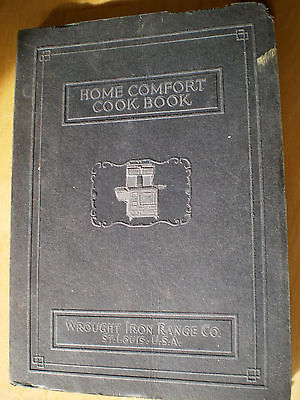 HOME COMFORT
COOK BOOK
WROUGHT IRON RANGE CO.
ST. LOUIS, U.S.A.